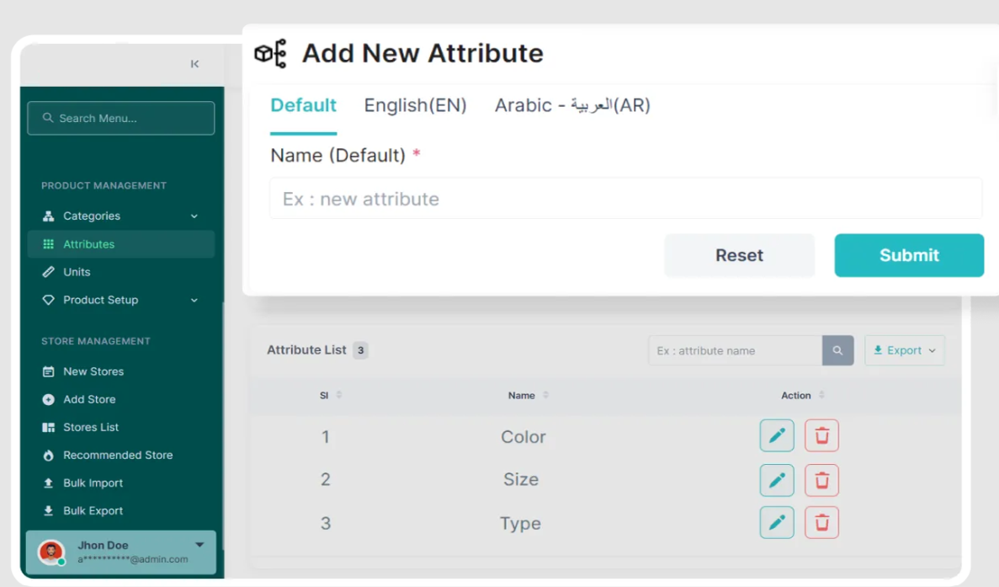 Add New Attribute
Default English(EN) Arabic - العربية(AR)
Name (Default) *
Ex : new attribute
Reset Submit
Search Menu...
PRODUCT MANAGEMENT
Categories
Attributes
Units
Product Setup
STORE MANAGEMENT
New Stores
Add Store
Stores List
Recommended Store
Bulk Import
Bulk Export
Jhon Doe
a**********@admin.com
Attribute List 3
Ex : attribute name
Export
Sl Name Action
1 Color
2 Size
3 Type